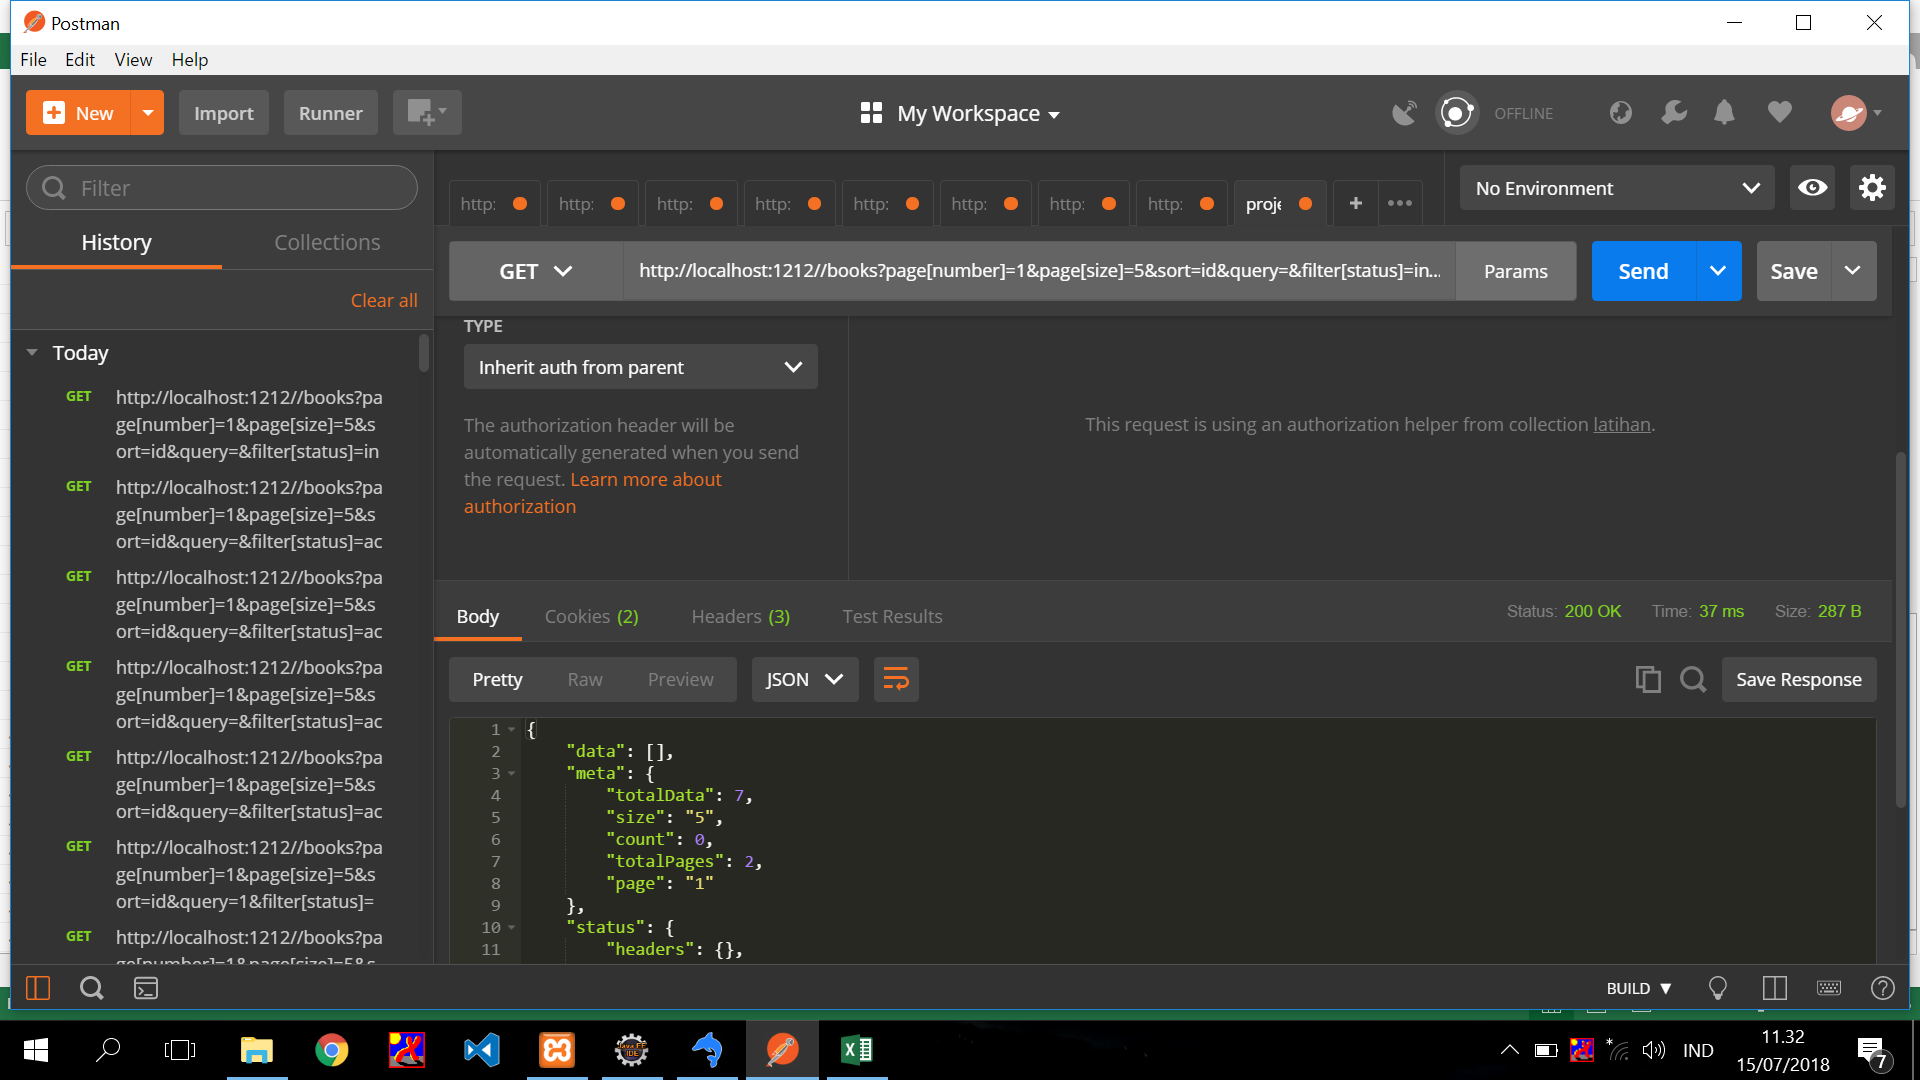 Postman
File Edit View Help
New Import Runner My Workspace OFFLINE
Filter
History Collections
Clear all
Today
GET http://localhost:1212//books?pa
ge[number]=1&page[size]=5&s
ort=id&query=&filter[status]=in
GET http://localhost:1212//books?pa
ge[number]=1&page[size]=5&s
ort=id&query=&filter[status]=ac
GET http://localhost:1212//books?pa
ge[number]=1&page[size]=5&s
ort=id&query=&filter[status]=ac
GET http://localhost:1212//books?pa
ge[number]=1&page[size]=5&s
ort=id&query=&filter[status]=ac
GET http://localhost:1212//books?pa
ge[number]=1&page[size]=5&s
ort=id&query=&filter[status]=ac
GET http://localhost:1212//books?pa
ge[number]=1&page[size]=5&s
ort=id&query=1&filter[status]=
GET http://localhost:1212//books?pa
ge[number]=1&page[size]=5&s
http: http: http: http: http: http: http: http: proje + •••
No Environment
GET http://localhost:1212//books?page[number]=1&page[size]=5&sort=id&query=&filter[status]=in... Params Send Save
TYPE
Inherit auth from parent
The authorization header will be
automatically generated when you send
the request. Learn more about
authorization
This request is using an authorization helper from collection latihan.
Body Cookies (2) Headers (3) Test Results Status: 200 OK Time: 37 ms Size: 287 B
Pretty Raw Preview JSON Save Response
1 {
2 "data": [],
3 "meta": {
4 "totalData": 7,
5 "size": "5",
6 "count": 0,
7 "totalPages": 2,
8 "page": "1"
9 },
10 "status": {
11 "headers": {},
BUILD
Java EE
IDE
IND
11.32
15/07/2018
7